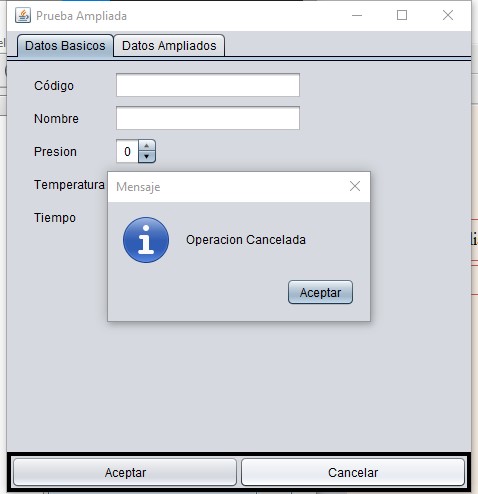 Prueba Ampliada
Datos Basicos Datos Ampliados
Código
Nombre
Presion 0
Temperatura
Mensaje
Tiempo
Operacion Cancelada
Aceptar
Aceptar Cancelar